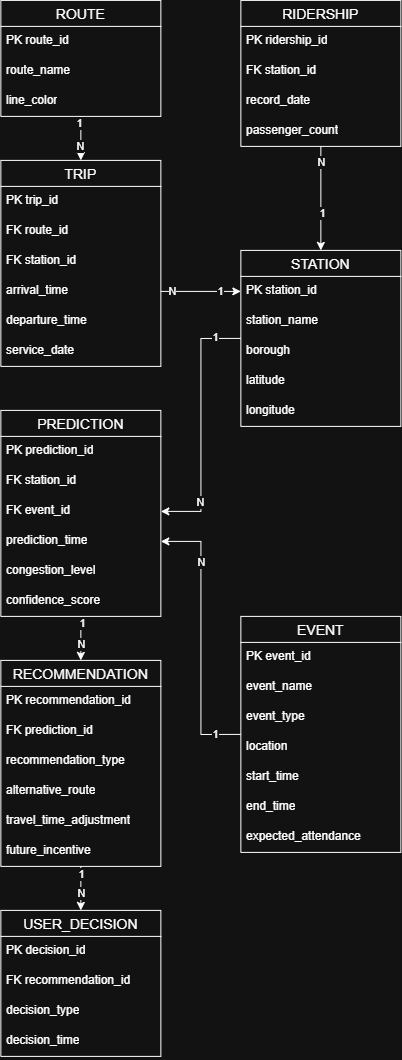 ROUTE
PK route_id
route_name
line_color
1
N
TRIP
PK trip_id
FK route_id
FK station_id
arrival_time
departure_time
service_date
RIDERSHIP
PK ridership_id
FK station_id
record_date
passenger_count
N
1
N
1
STATION
PK station_id
station_name
borough
latitude
longitude
1
N
PREDICTION
PK prediction_id
FK station_id
FK event_id
prediction_time
congestion_level
confidence_score
N
1
EVENT
PK event_id
event_name
event_type
location
start_time
end_time
expected_attendance
1
N
RECOMMENDATION
PK recommendation_id
FK prediction_id
recommendation_type
alternative_route
travel_time_adjustment
future_incentive
1
N
USER_DECISION
PK decision_id
FK recommendation_id
decision_type
decision_time